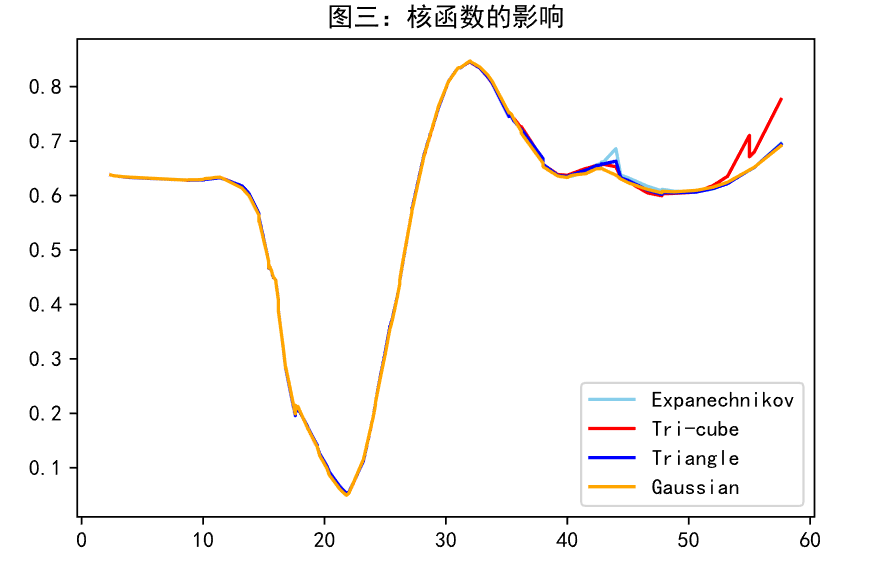 图三：核函数的影响
0.8
0.7
0.6
0.5
0.4
0.3
0.2
0.1
0 10 20 30 40 50 60
Expanechnikov
Tri-cube
Triangle
Gaussian